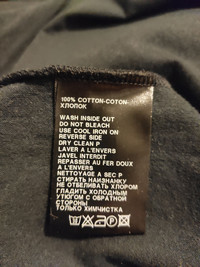 100% COTTON-COTON-
ХЛОПОК
WASH INSIDE OUT
DO NOT BLEACH
USE COOL IRON ON
REVERSE SIDE
DRY CLEAN P
LAVER A L'ENVERS
JAVEL INTERDIT
REPASSER AU FER DOUX
A L'ENVERS
NETTOYAGE A SEC P
СТИРАТЬ НАИЗНАНКУ
НЕ ОТБЕЛИВАТЬ ХЛОРОМ
ГЛАДИТЬ ХОЛОДНЫМ
УТЮГОМ С ОБРАТНОЙ
СТОРОНЫ
ТОЛЬКО ХИМЧИСТКА